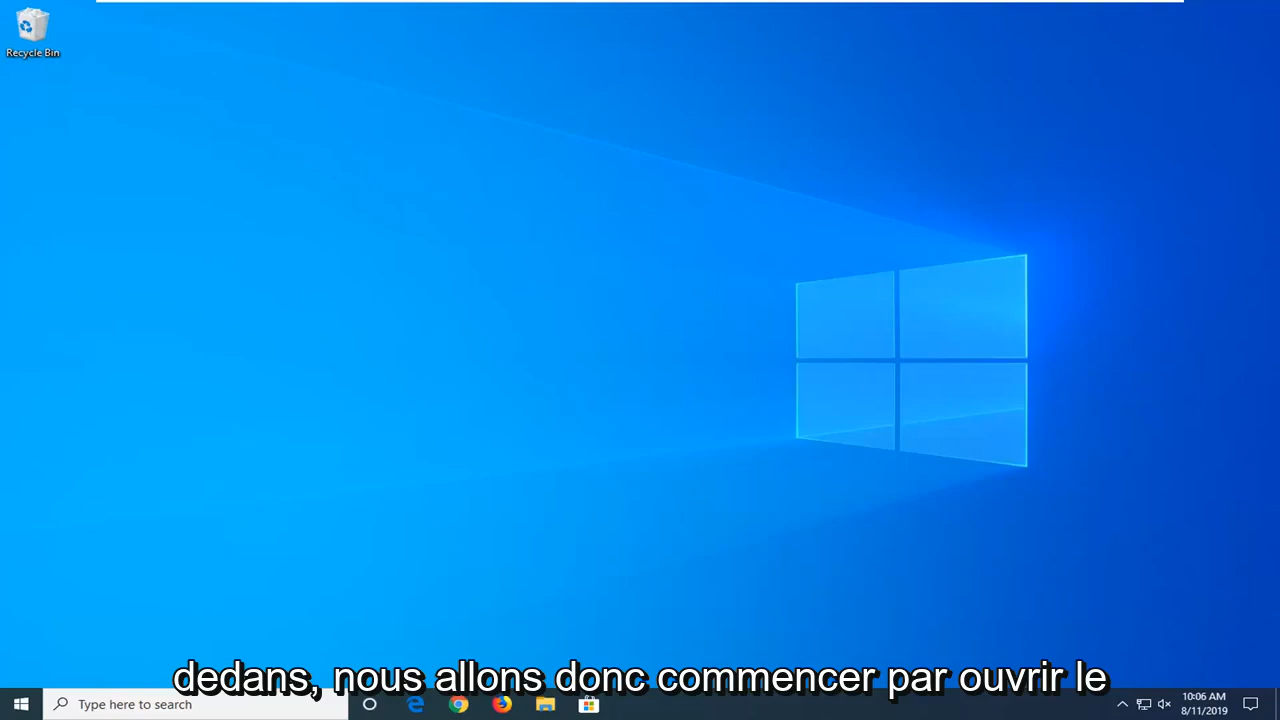 Recycle Bin
dedans, nous allons donc commencer par ouvrir le
Type here to search
10:06 AM
8/11/2019